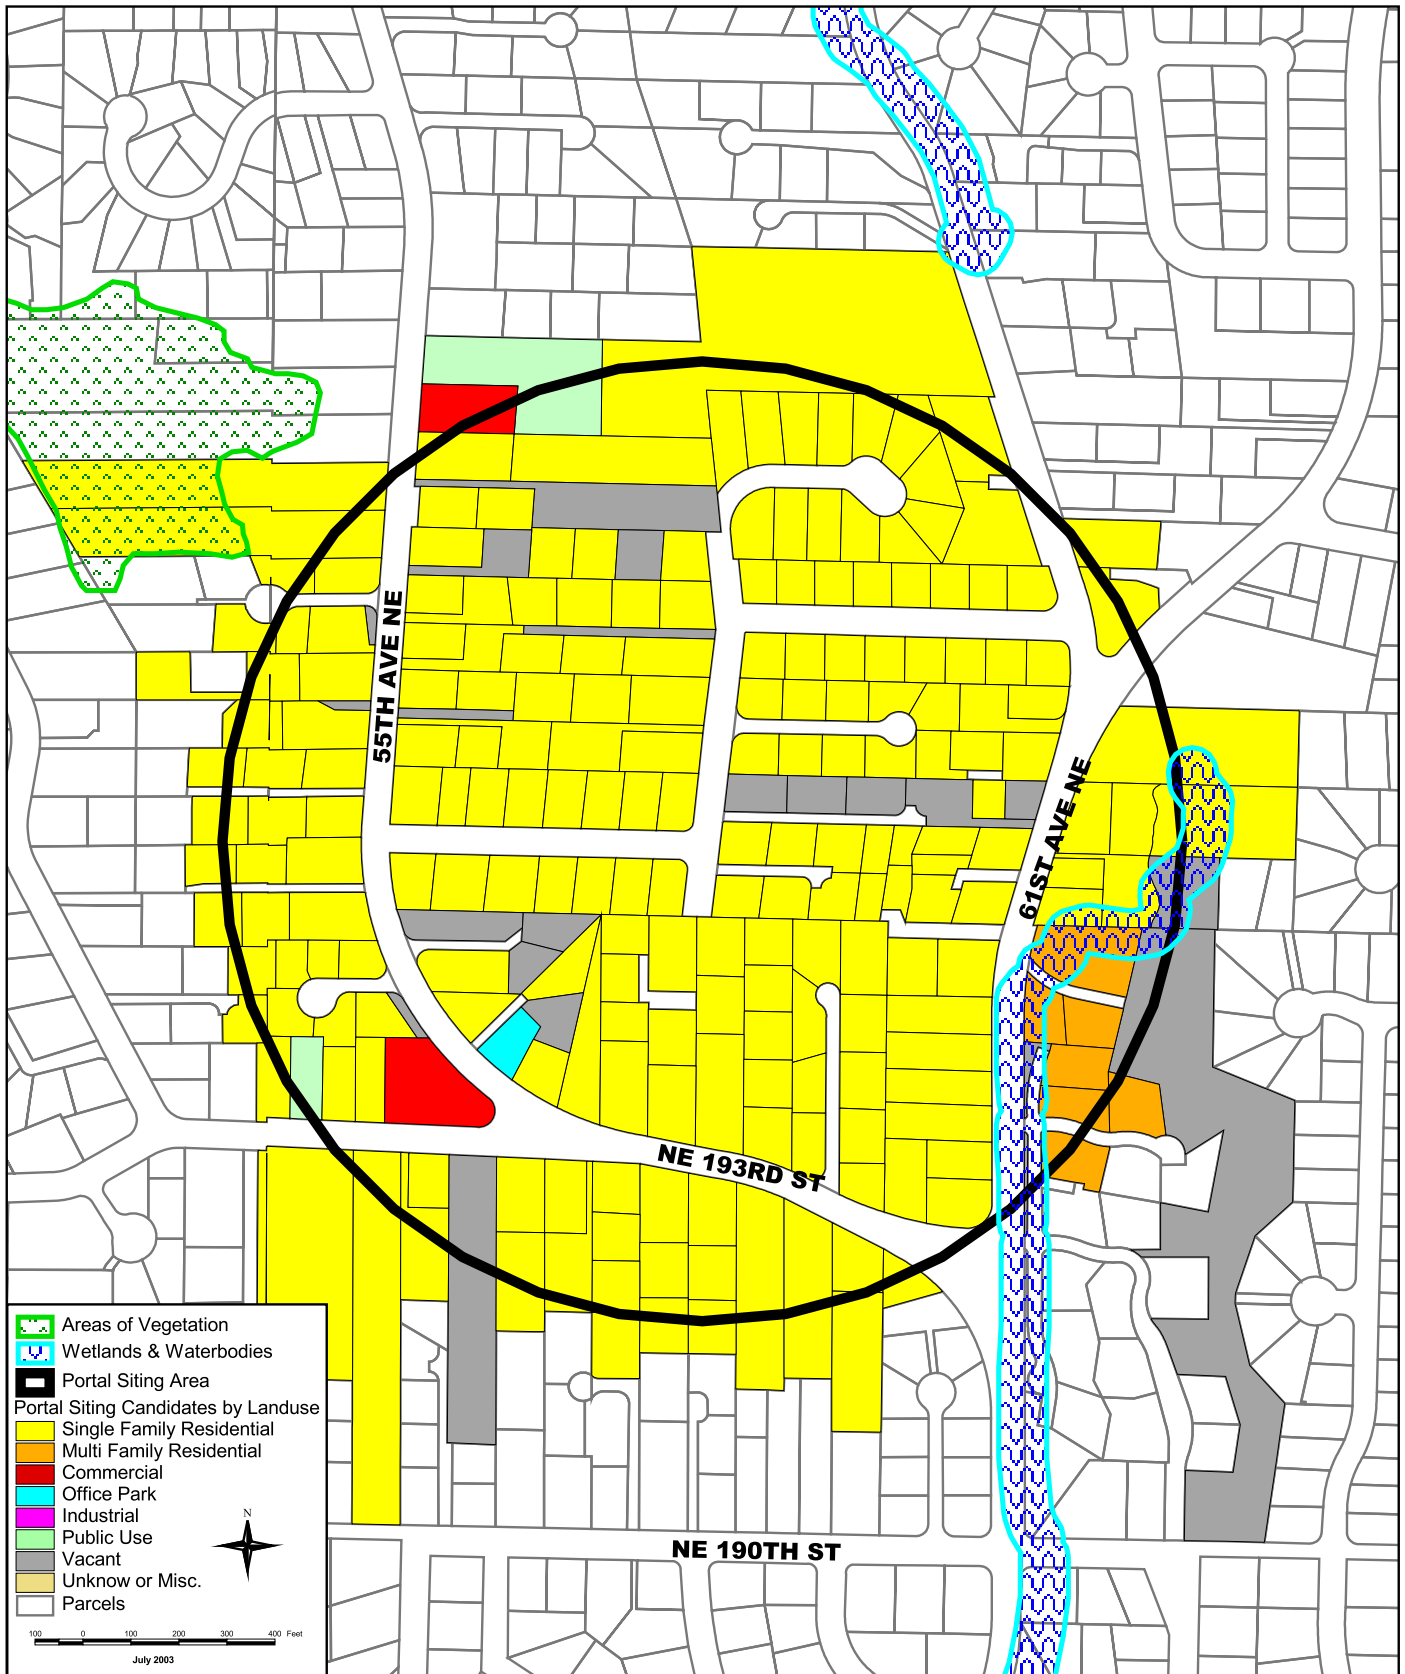 55TH AVE NE
61ST AVE NE
NE 193RD ST
NE 190TH ST
Areas of Vegetation
Wetlands & Waterbodies
Portal Siting Area
Portal Siting Candidates by Landuse
Single Family Residential
Multi Family Residential
Commercial
Office Park
Industrial
Public Use
Vacant
Unknow or Misc.
Parcels
N
100 0 100 200 300 400 Feet
July 2003